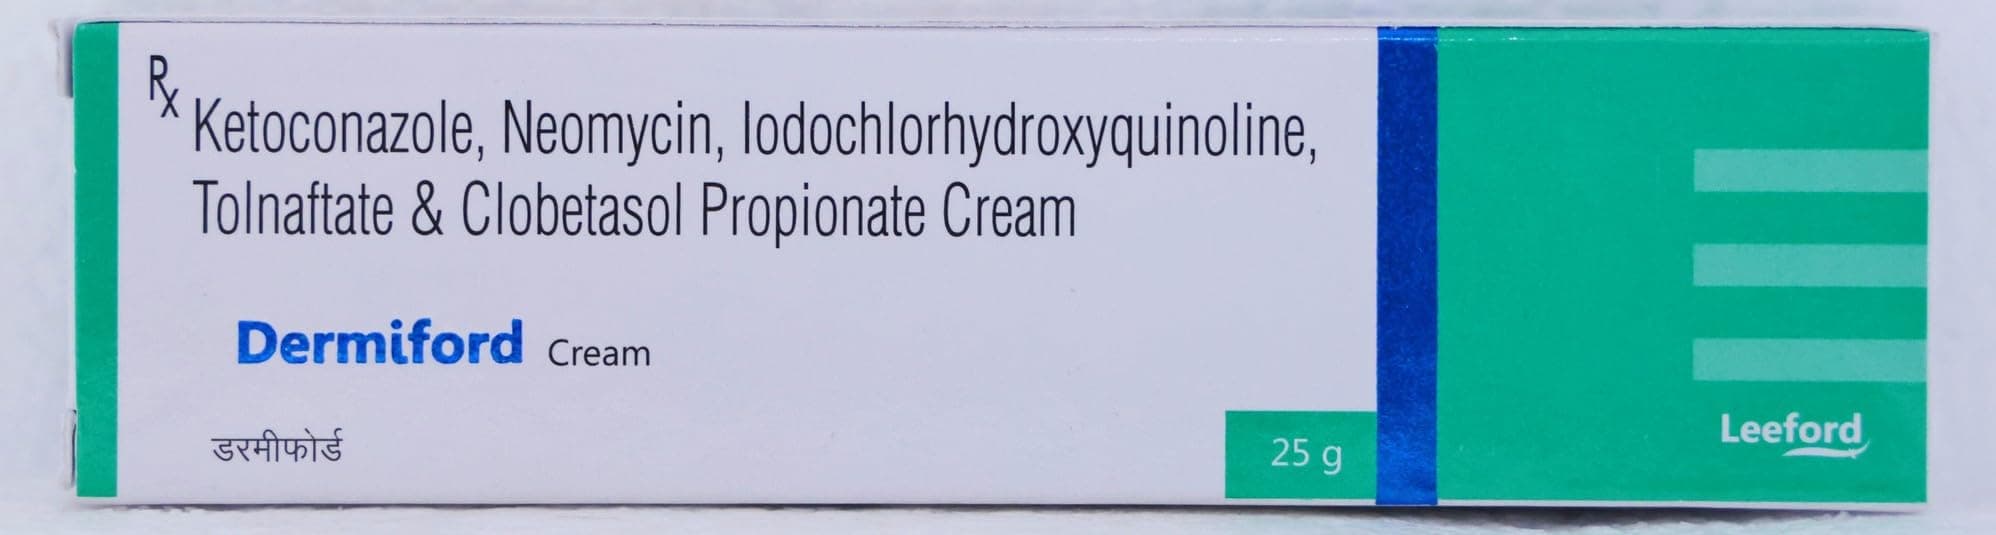 Rx
Ketoconazole, Neomycin, Iodochlorhydroxyquinoline,
Tolnaftate & Clobetasol Propionate Cream
Dermiford Cream
डरमीफोर्ड
25 g
Leeford